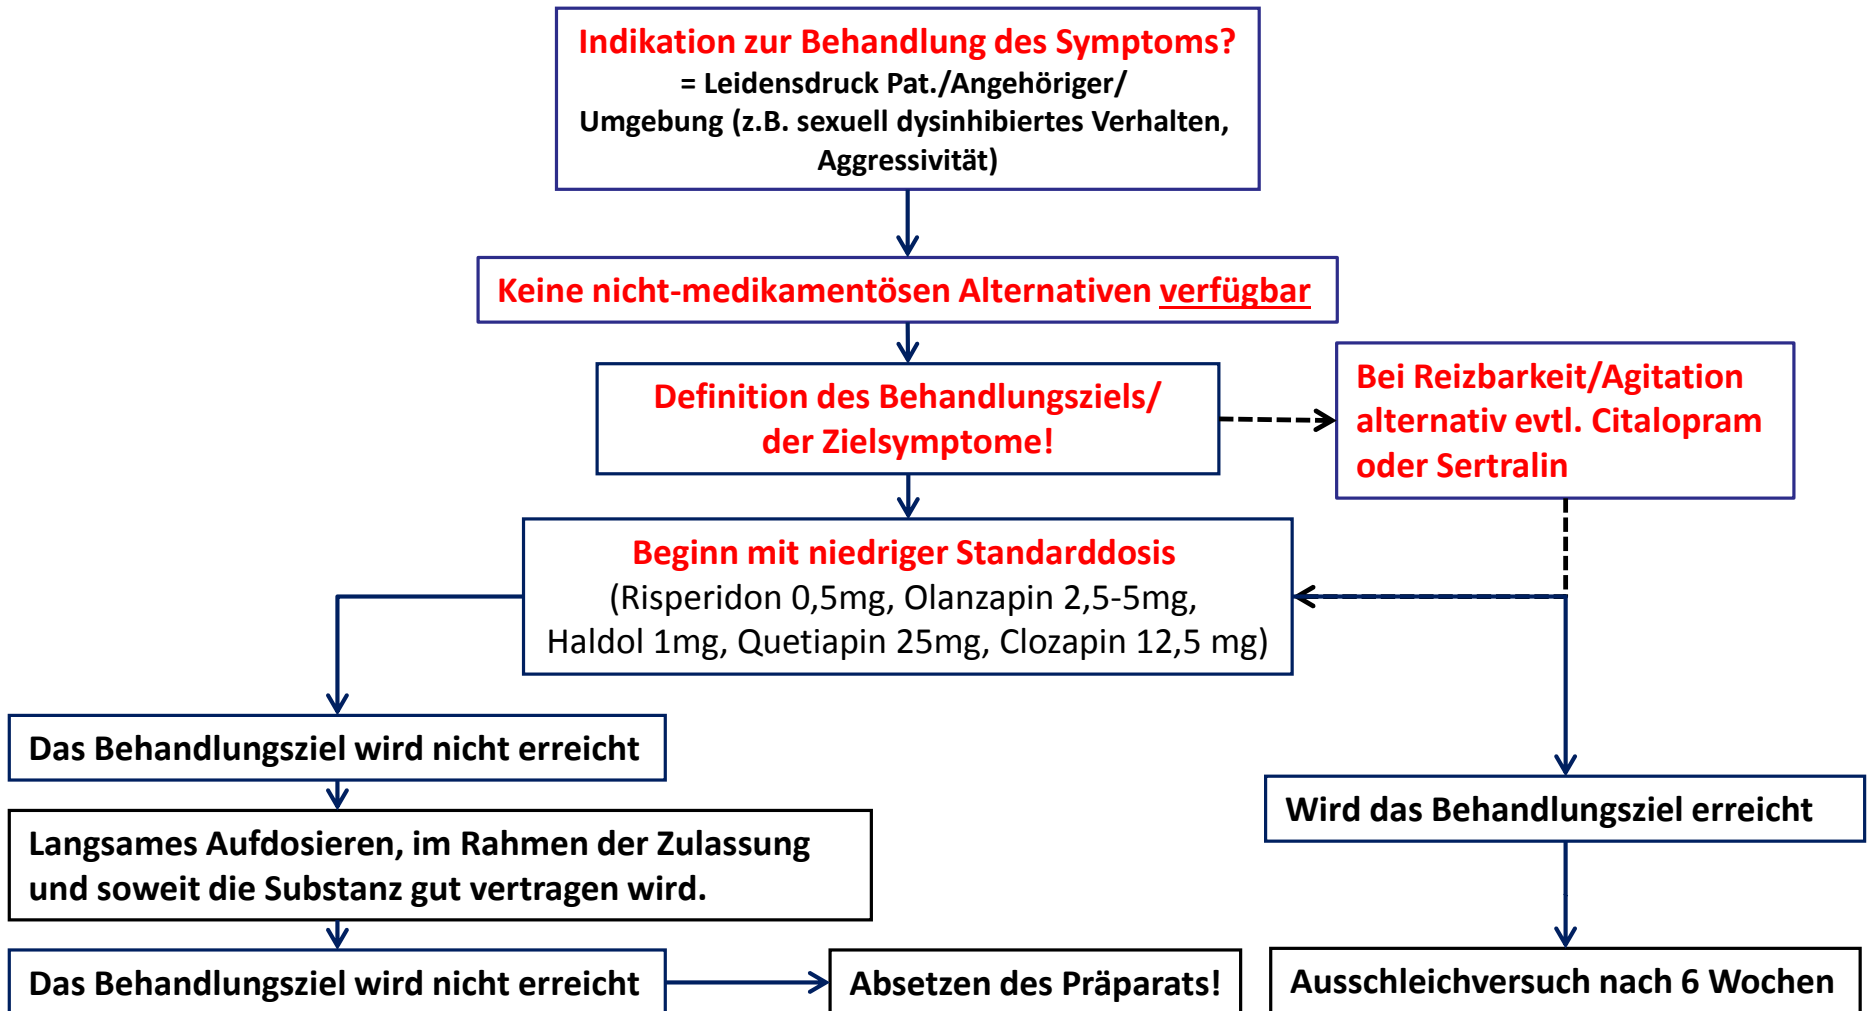 Indikation zur Behandlung des Symptoms?
= Leidensdruck Pat./Angehöriger/
Umgebung (z.B. sexuell dysinhibiertes Verhalten,
Aggressivität)
Keine nicht-medikamentösen Alternativen verfügbar
Definition des Behandlungsziels/
der Zielsymptome!
Bei Reizbarkeit/Agitation
alternativ evtl. Citalopram
oder Sertralin
Beginn mit niedriger Standarddosis
(Risperidon 0,5mg, Olanzapin 2,5-5mg,
Haldol 1mg, Quetiapin 25mg, Clozapin 12,5 mg)
Das Behandlungsziel wird nicht erreicht
Langsames Aufdosieren, im Rahmen der Zulassung
und soweit die Substanz gut vertragen wird.
Das Behandlungsziel wird nicht erreicht
Absetzen des Präparats!
Wird das Behandlungsziel erreicht
Ausschleichversuch nach 6 Wochen